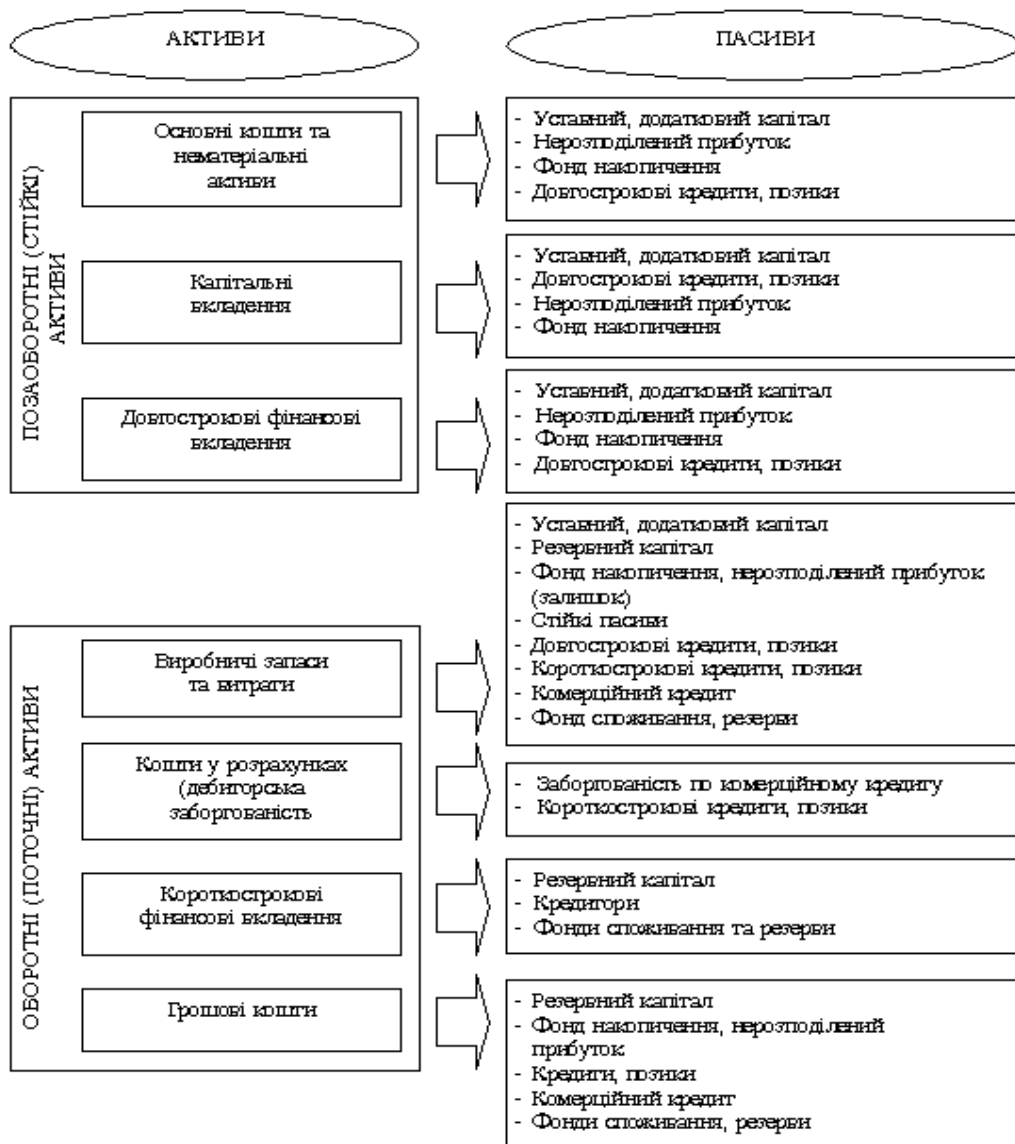 АКТИВИ
ПАСИВИ
ПОЗАОБОРОТНІ (СТІЙКІ)
АКТИВИ
Основні кошти та
нематеріальні
активи
- Уставний, додатковий капітал
- Нерозподілений прибуток
- Фонд накопичення
- Довгострокові кредити, позики
Капітальні
вкладення
- Уставний, додатковий капітал
- Довгострокові кредити, позики
- Нерозподілений прибуток
- Фонд накопичення
Довгострокові фінансові
вкладення
- Уставний, додатковий капітал
- Нерозподілений прибуток
- Фонд накопичення
- Довгострокові кредити, позики
ОБОРОТНІ (ПОТОЧНІ) АКТИВИ
Виробничі запаси
та витрати
- Уставний, додатковий капітал
- Резервний капітал
- Фонд накопичення, нерозподілений прибуток
(залишок)
- Стійкі пасиви
- Довгострокові кредити, позики
- Короткострокові кредити, позики
- Комерційний кредит
- Фонд споживання, резерви
Кошти у розрахунках
(дебиторська
заборгованість
- Заборгованість по комерційному кредиту
- Короткострокові кредити, позики
Короткострокові
фінансові вкладення
- Резервний капітал
- Кредитори
- Фонди споживання та резерви
Грошові кошти
- Резервний капітал
- Фонд накопичення, нерозподілений
прибуток
- Кредити, позики
- Комерційний кредит
- Фонди споживання, резерви